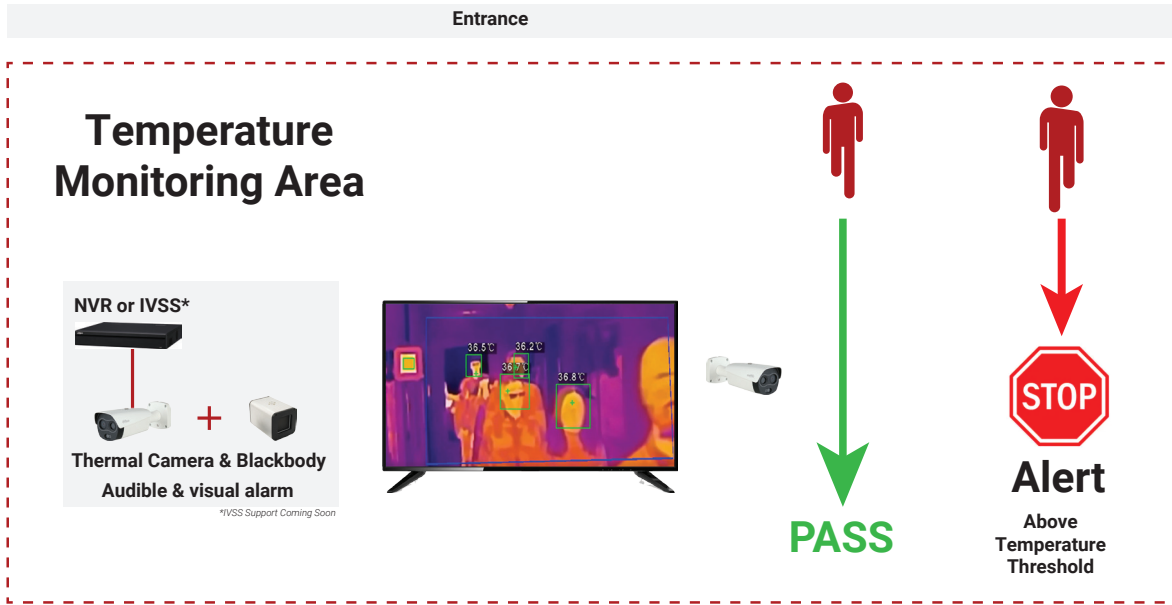 Entrance
Temperature
Monitoring Area
NVR or IVSS*
Thermal Camera & Blackbody
Audible & visual alarm
*IVSS Support Coming Soon
36.5℃
36.2℃
36.7℃
36.8℃
PASS
STOP
Alert
Above
Temperature
Threshold